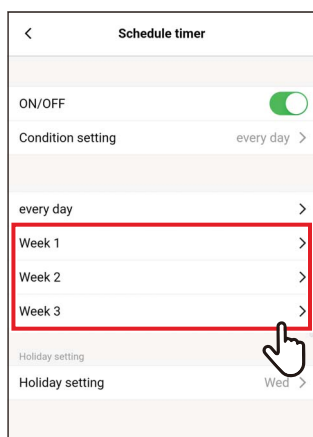 Schedule timer
ON/OFF
Condition setting every day
every day
Week 1
Week 2
Week 3
Holiday setting
Holiday setting Wed